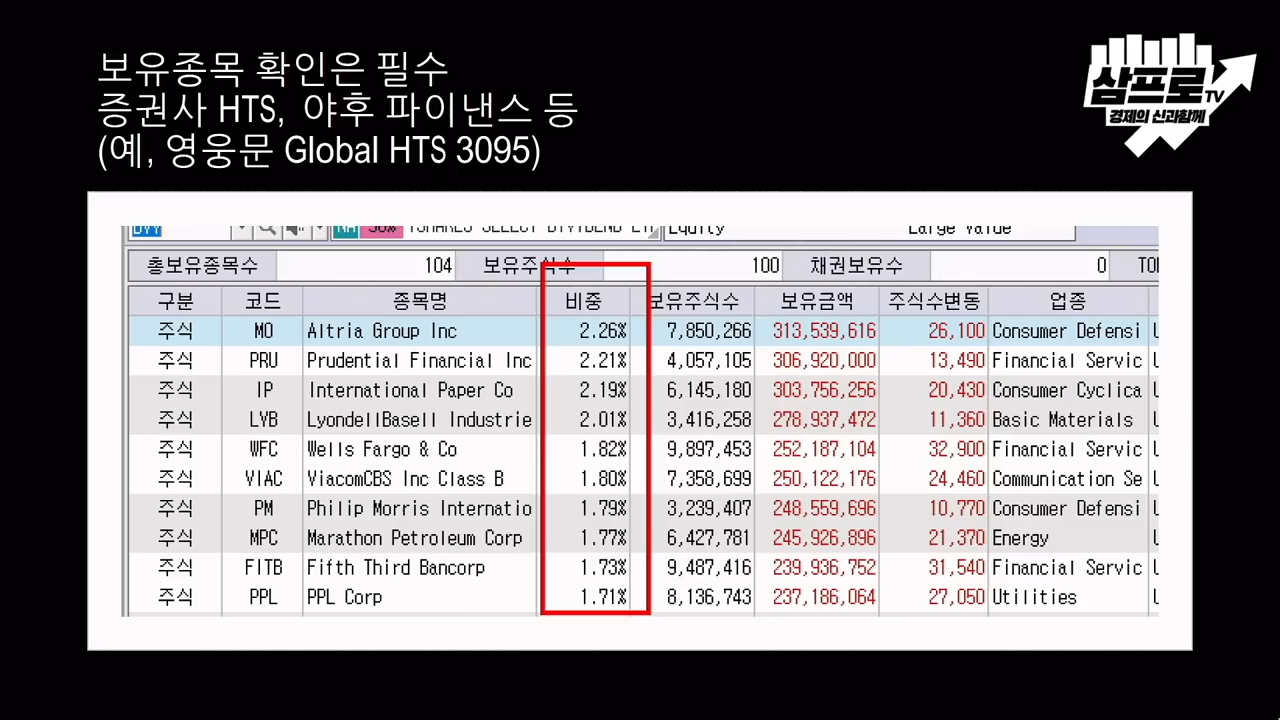 보유종목 확인은 필수
증권사 HTS, 야후 파이낸스 등
(예, 영웅문 Global HTS 3095)
삼프로TV
경제의 신과함께
DVY NM 30% ISHARES SELECT DIVIDEND ET Equity Large Value
총보유종목수 104 보유주식수 100 채권보유수 0
구분 코드 종목명 비중 보유주식수 보유금액 주식수변동 업종
주식 MO Altria Group Inc 2.26% 7,850,266 313,539,616 26,100 Consumer Defensi
주식 PRU Prudential Financial Inc 2.21% 4,057,105 306,920,000 13,490 Financial Servic
주식 IP International Paper Co 2.19% 6,145,180 303,756,256 20,430 Consumer Cyclica
주식 LYB LyondellBasell Industrie 2.01% 3,416,258 278,937,472 11,360 Basic Materials
주식 WFC Wells Fargo & Co 1.82% 9,897,453 252,187,104 32,900 Financial Servic
주식 VIAC ViacomCBS Inc Class B 1.80% 7,358,699 250,122,176 24,460 Communication Se
주식 PM Philip Morris Internatio 1.79% 3,239,407 248,559,696 10,770 Consumer Defensi
주식 MPC Marathon Petroleum Corp 1.77% 6,427,781 245,926,896 21,370 Energy
주식 FITB Fifth Third Bancorp 1.73% 9,487,416 239,936,752 31,540 Financial Servic
주식 PPL PPL Corp 1.71% 8,136,743 237,186,064 27,050 Utilities